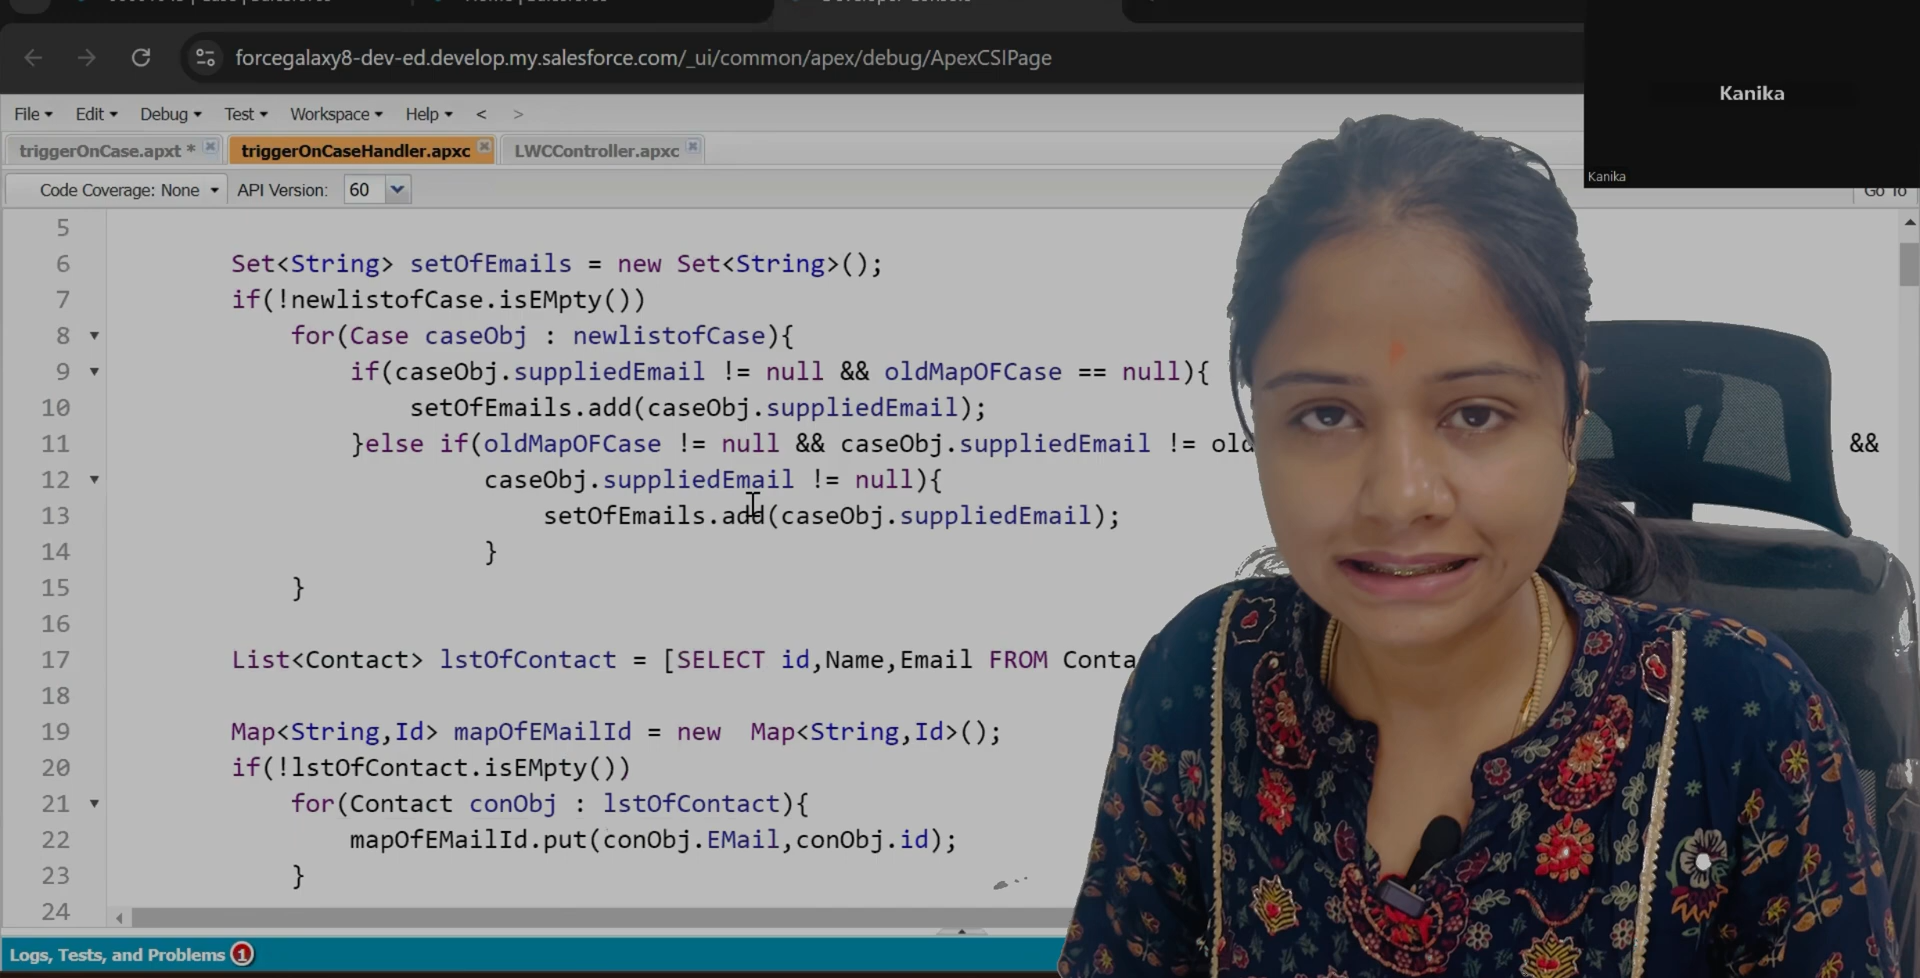 forcegalaxy8-dev-ed.develop.my.salesforce.com/_ui/common/apex/debug/ApexCSIPage
Kanika
Kanika
File Edit Debug Test Workspace Help < >
triggerOnCase.apxt * triggerOnCaseHandler.apxc LWCController.apxc
Code Coverage: None API Version: 60 Go To
5
6 Set<String> setOfEmails = new Set<String>();
7 if(!newlistofCase.isEMpty())
8 for(Case caseObj : newlistofCase){
9 if(caseObj.suppliedEmail != null && oldMapOFCase == null){
10 setOfEmails.add(caseObj.suppliedEmail);
11 }else if(oldMapOFCase != null && caseObj.suppliedEmail != old &&
12 caseObj.suppliedEmail != null){
13 setOfEmails.add(caseObj.suppliedEmail);
14 }
15 }
16
17 List<Contact> lstOfContact = [SELECT id,Name,Email FROM Conta
18
19 Map<String,Id> mapOfEMailId = new  Map<String,Id>();
20 if(!lstOfContact.isEMpty())
21 for(Contact conObj : lstOfContact){
22 mapOfEMailId.put(conObj.EMail,conObj.id);
23 }
24
Logs, Tests, and Problems 1